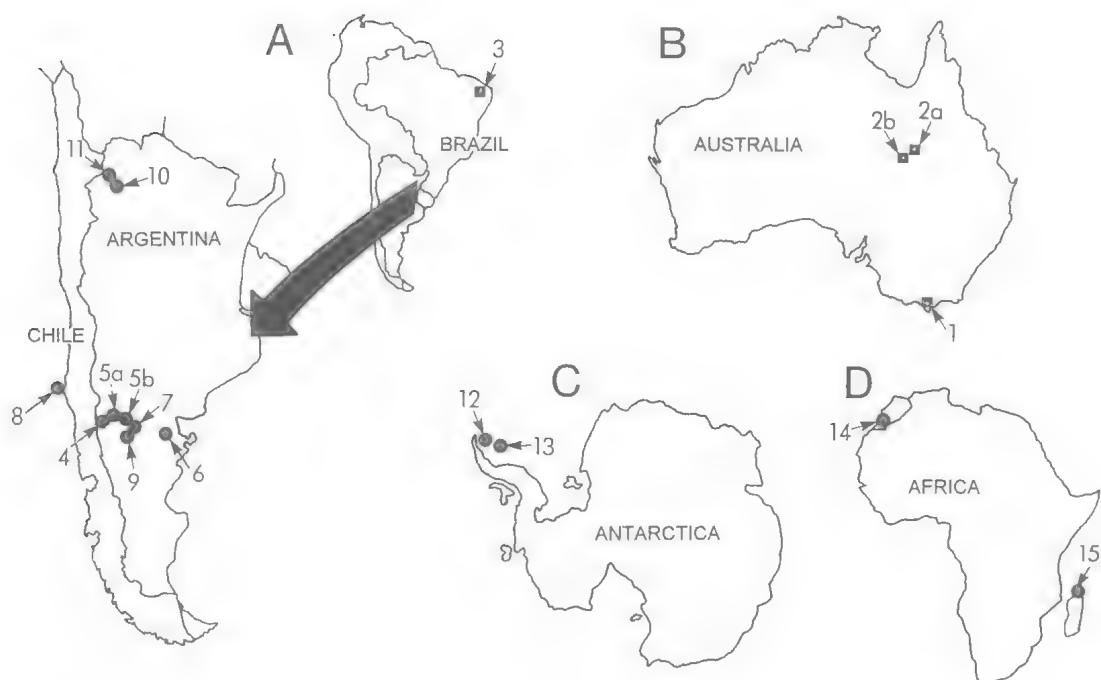 A
3
BRAZIL
11
10
ARGENTINA
CHILE
8
5a
5b
7
4
9
6
B
2b
2a
AUSTRALIA
1
C
12
13
ANTARCTICA
D
14
AFRICA
15